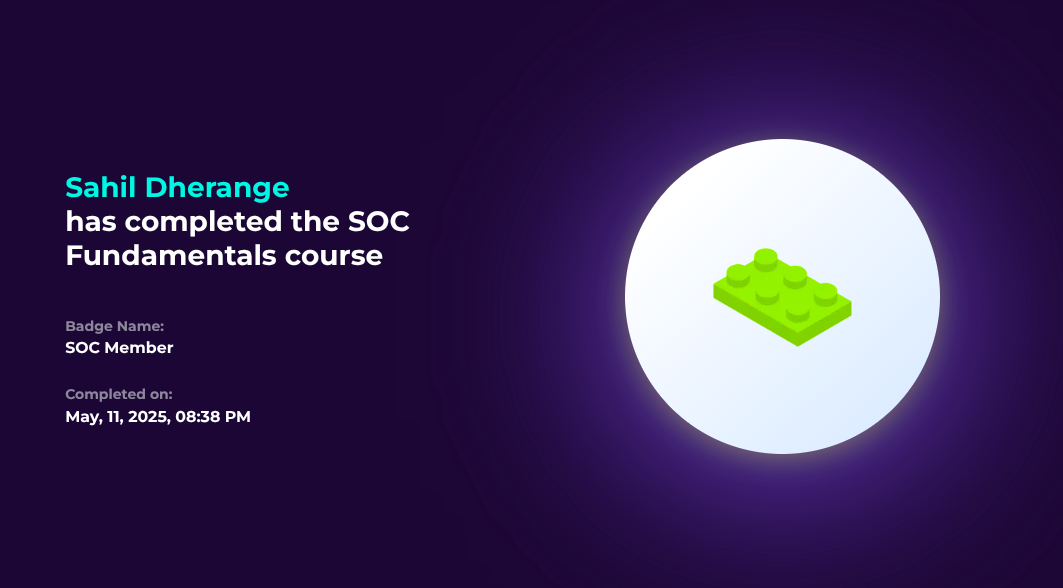 Sahil Dherange
has completed the SOC
Fundamentals course
Badge Name:
SOC Member
Completed on:
May, 11, 2025, 08:38 PM